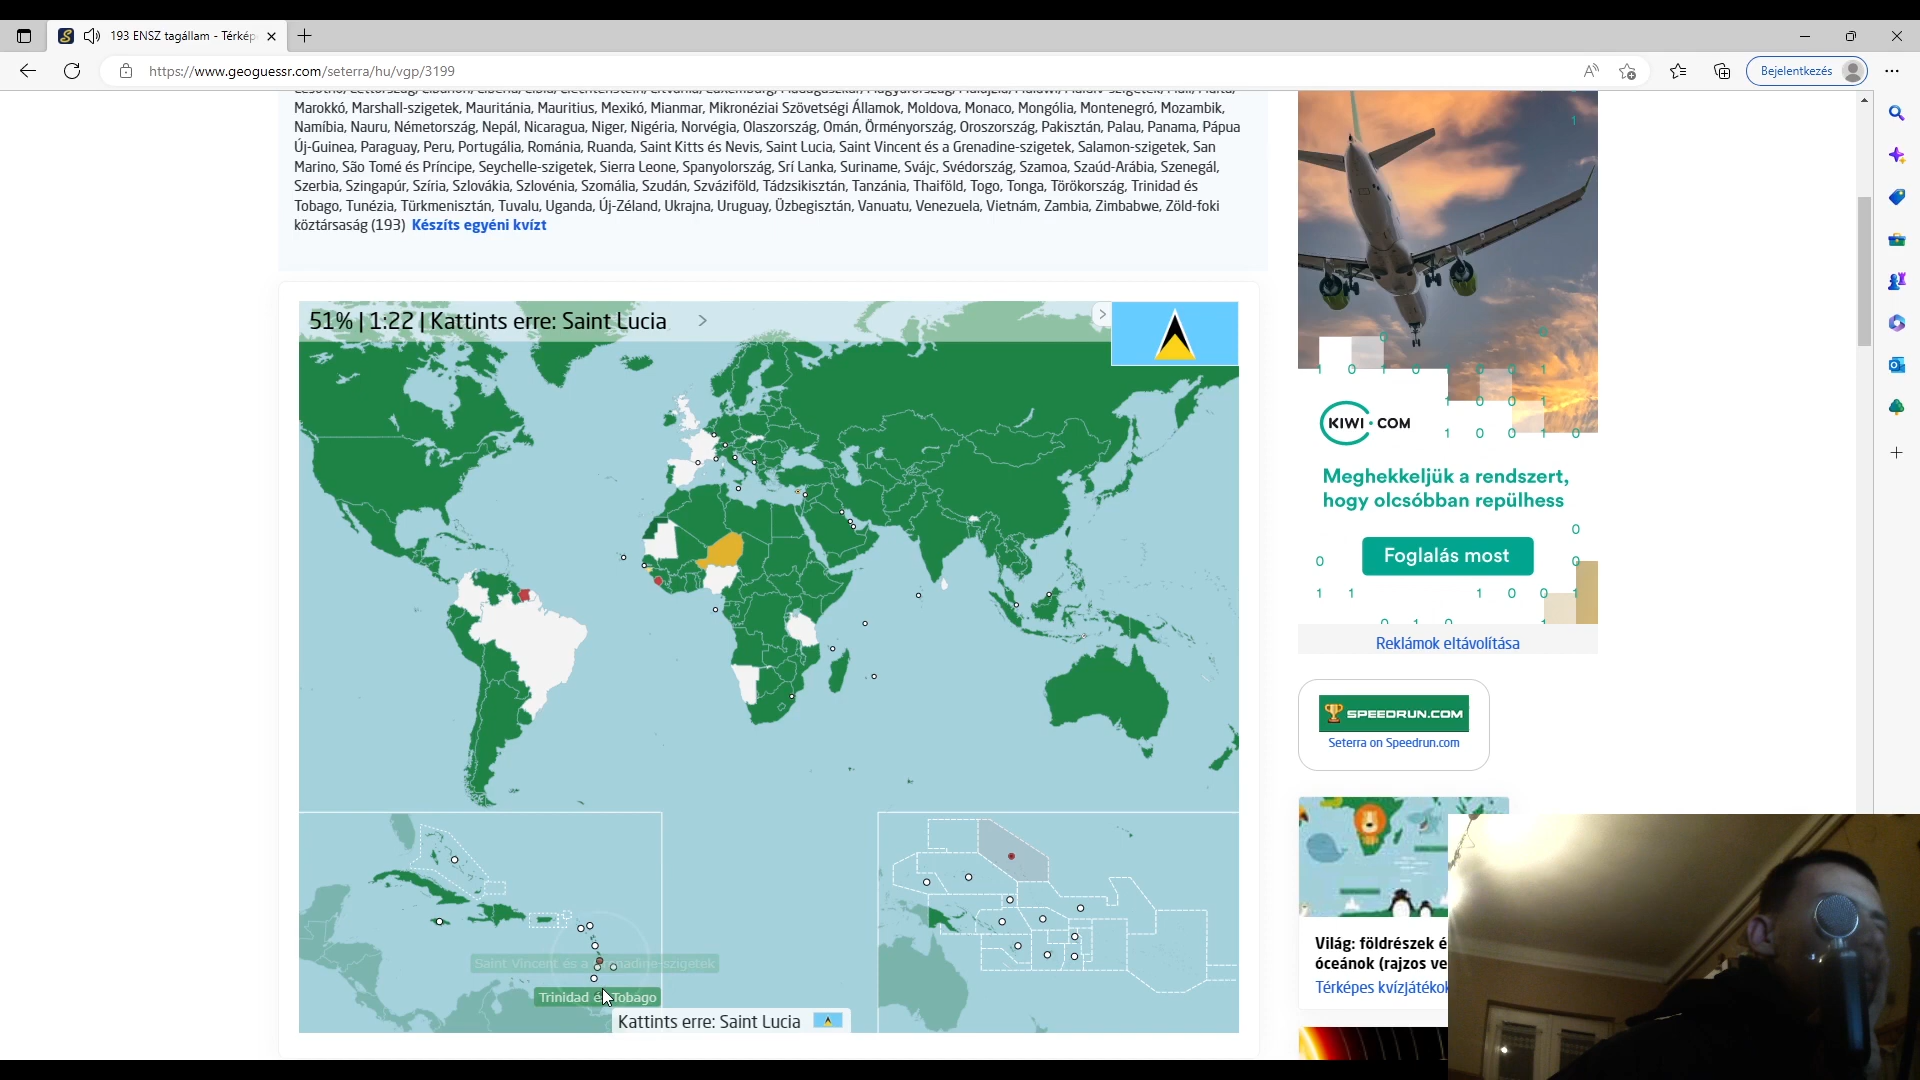 193 ENSZ tagállam - Térkép
https://www.geoguessr.com/seterra/hu/vgp/3199
Bejelentkezés
Marokkó, Marshall-szigetek, Mauritánia, Mauritius, Mexikó, Mianmar, Mikronéziai Szövetségi Államok, Moldova, Monaco, Mongólia, Montenegró, Mozambik,
Namíbia, Nauru, Németország, Nepál, Nicaragua, Niger, Nigéria, Norvégia, Olaszország, Omán, Örményország, Oroszország, Pakisztán, Palau, Panama, Pápua
Új-Guinea, Paraguay, Peru, Portugália, Románia, Ruanda, Saint Kitts és Nevis, Saint Lucia, Saint Vincent és a Grenadine-szigetek, Salamon-szigetek, San
Marino, São Tomé és Príncipe, Seychelle-szigetek, Sierra Leone, Spanyolország, Srí Lanka, Suriname, Svájc, Svédország, Szamoa, Szaúd-Arábia, Szenegál,
Szerbia, Szingapúr, Szíria, Szlovákia, Szlovénia, Szomália, Szudán, Szváziföld, Tádzsikisztán, Tanzánia, Thaiföld, Togo, Tonga, Törökország, Trinidad és
Tobago, Tunézia, Türkmenisztán, Tuvalu, Uganda, Új-Zéland, Ukrajna, Uruguay, Üzbegisztán, Vanuatu, Venezuela, Vietnám, Zambia, Zimbabwe, Zöld-foki
köztársaság (193) Készíts egyéni kvízt
51% | 1:22 | Kattints erre: Saint Lucia
Saint Vincent és a Grenadine-szigetek
Trinidad és Tobago
Kattints erre: Saint Lucia
KIWI.COM
Meghekkeljük a rendszert,
hogy olcsóbban repülhess
Foglalás most
Reklámok eltávolítása
SPEEDRUN.COM
Seterra on Speedrun.com
Világ: földrészek é
óceánok (rajzos ve
Térképes kvízjátékok